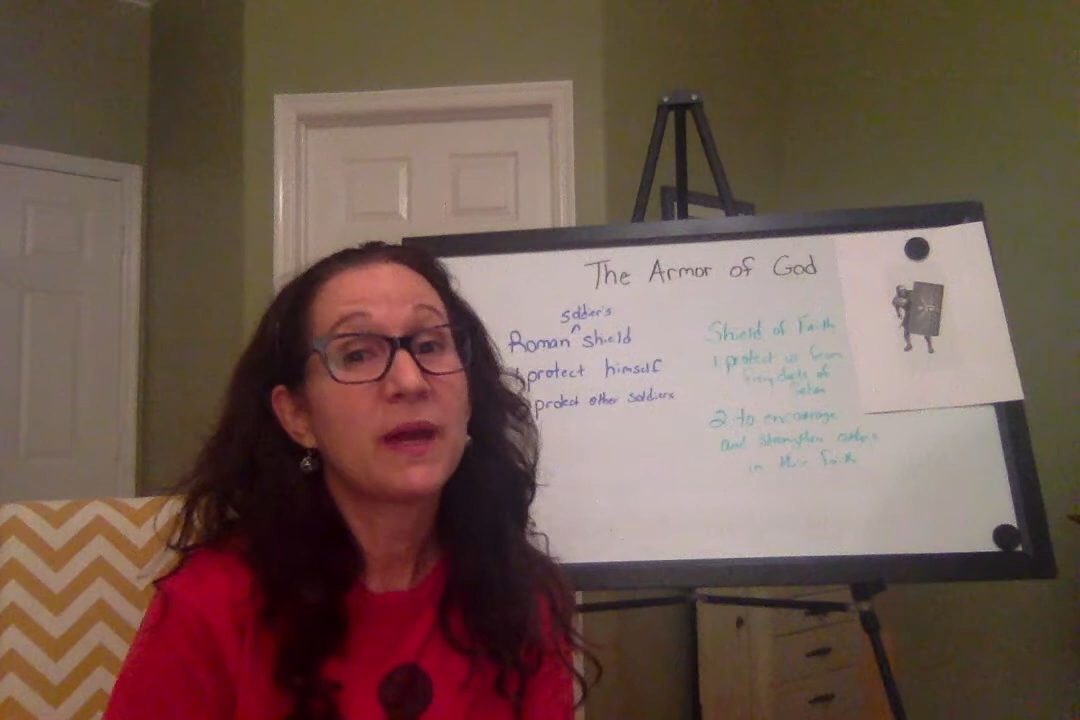 The Armor of God
soldier's
Roman ^ shield
protect himself
protect other soldiers
Shield of Faith
1 protect us from
fiery darts of
Satan
2 to encourage
and strengthen others
in their faith